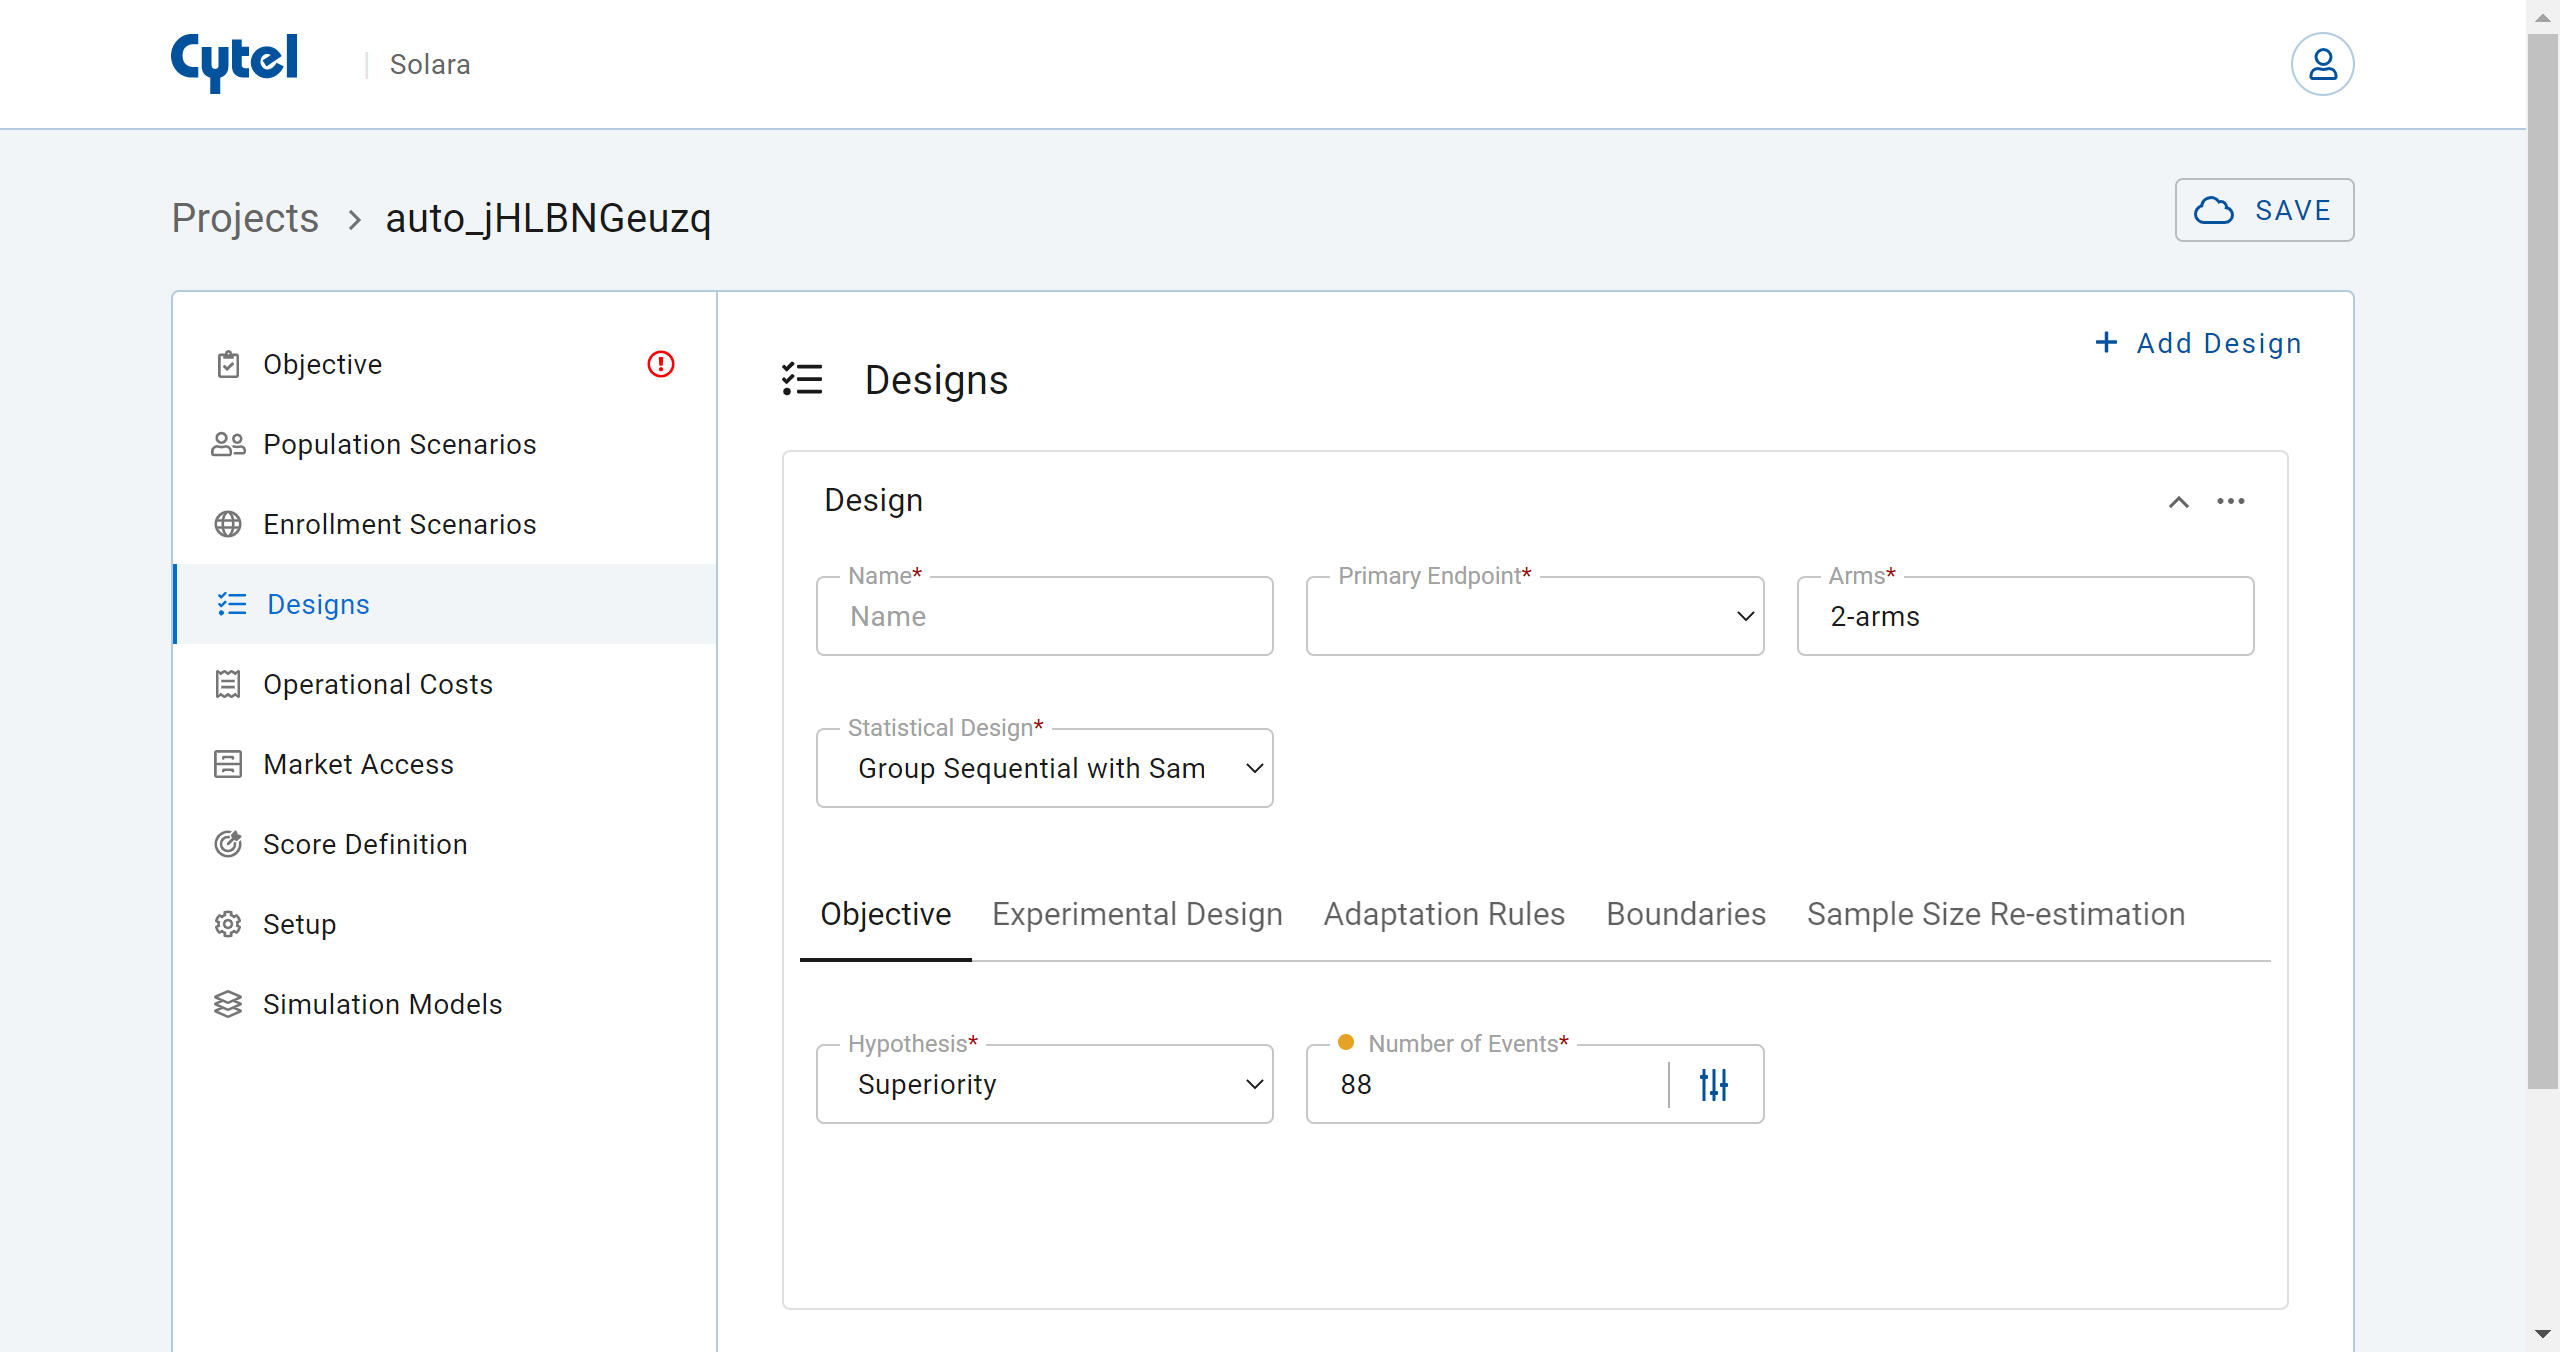 Cytel
Solara
Projects > auto_jHLBNGeuzq
SAVE
Objective
Population Scenarios
Enrollment Scenarios
Designs
Operational Costs
Market Access
Score Definition
Setup
Simulation Models
+ Add Design
Designs
Design
Name*
Name
Primary Endpoint*
Arms*
2-arms
Statistical Design*
Group Sequential with Sam
Objective Experimental Design Adaptation Rules Boundaries Sample Size Re-estimation
Hypothesis*
Superiority
Number of Events*
88